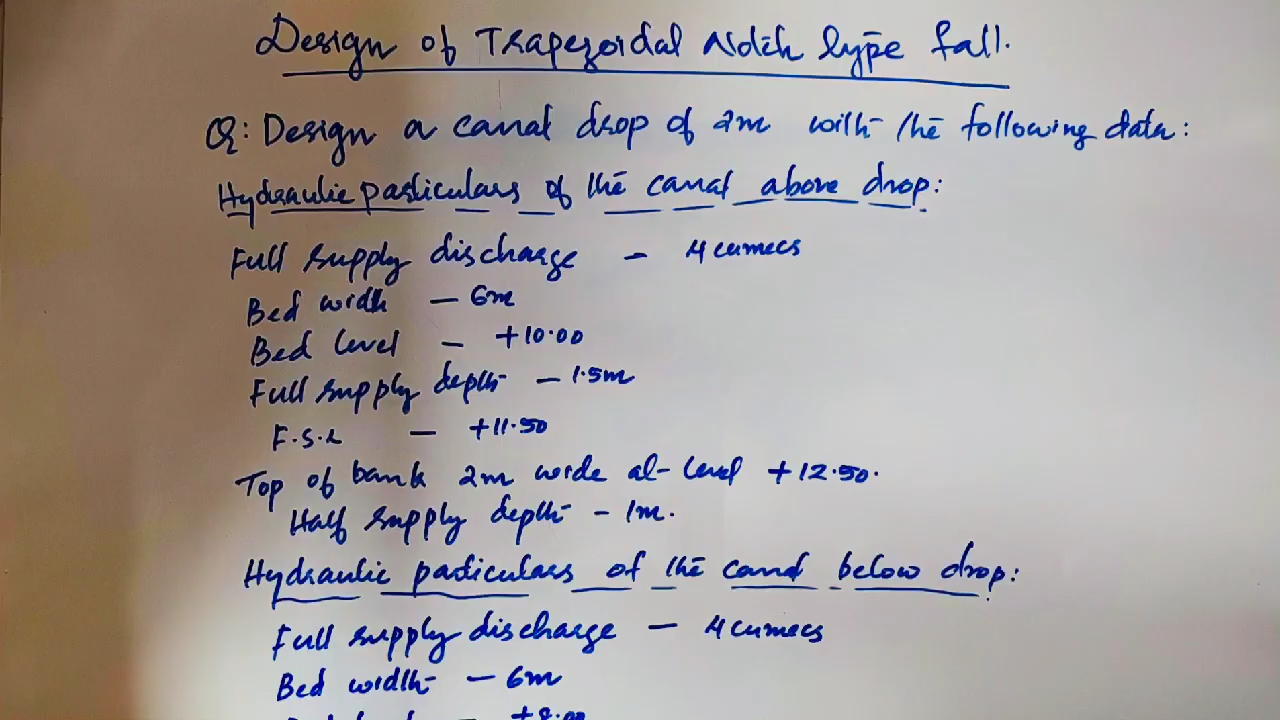 Design of Trapezoidal Notch type fall.
Q: Design a canal drop of 2m with the following data:
Hydraulic particulars of the canal above drop:
Full supply discharge - 4 cumecs
Bed width - 6m
Bed level - +10.00
Full supply depth - 1.5m
F.S.L - +11.50
Top of bank 2m wide at level +12.50.
Half supply depth - 1m.
Hydraulic particulars of the canal below drop:
Full supply discharge - 4 cumecs
Bed width - 6m
+8.00